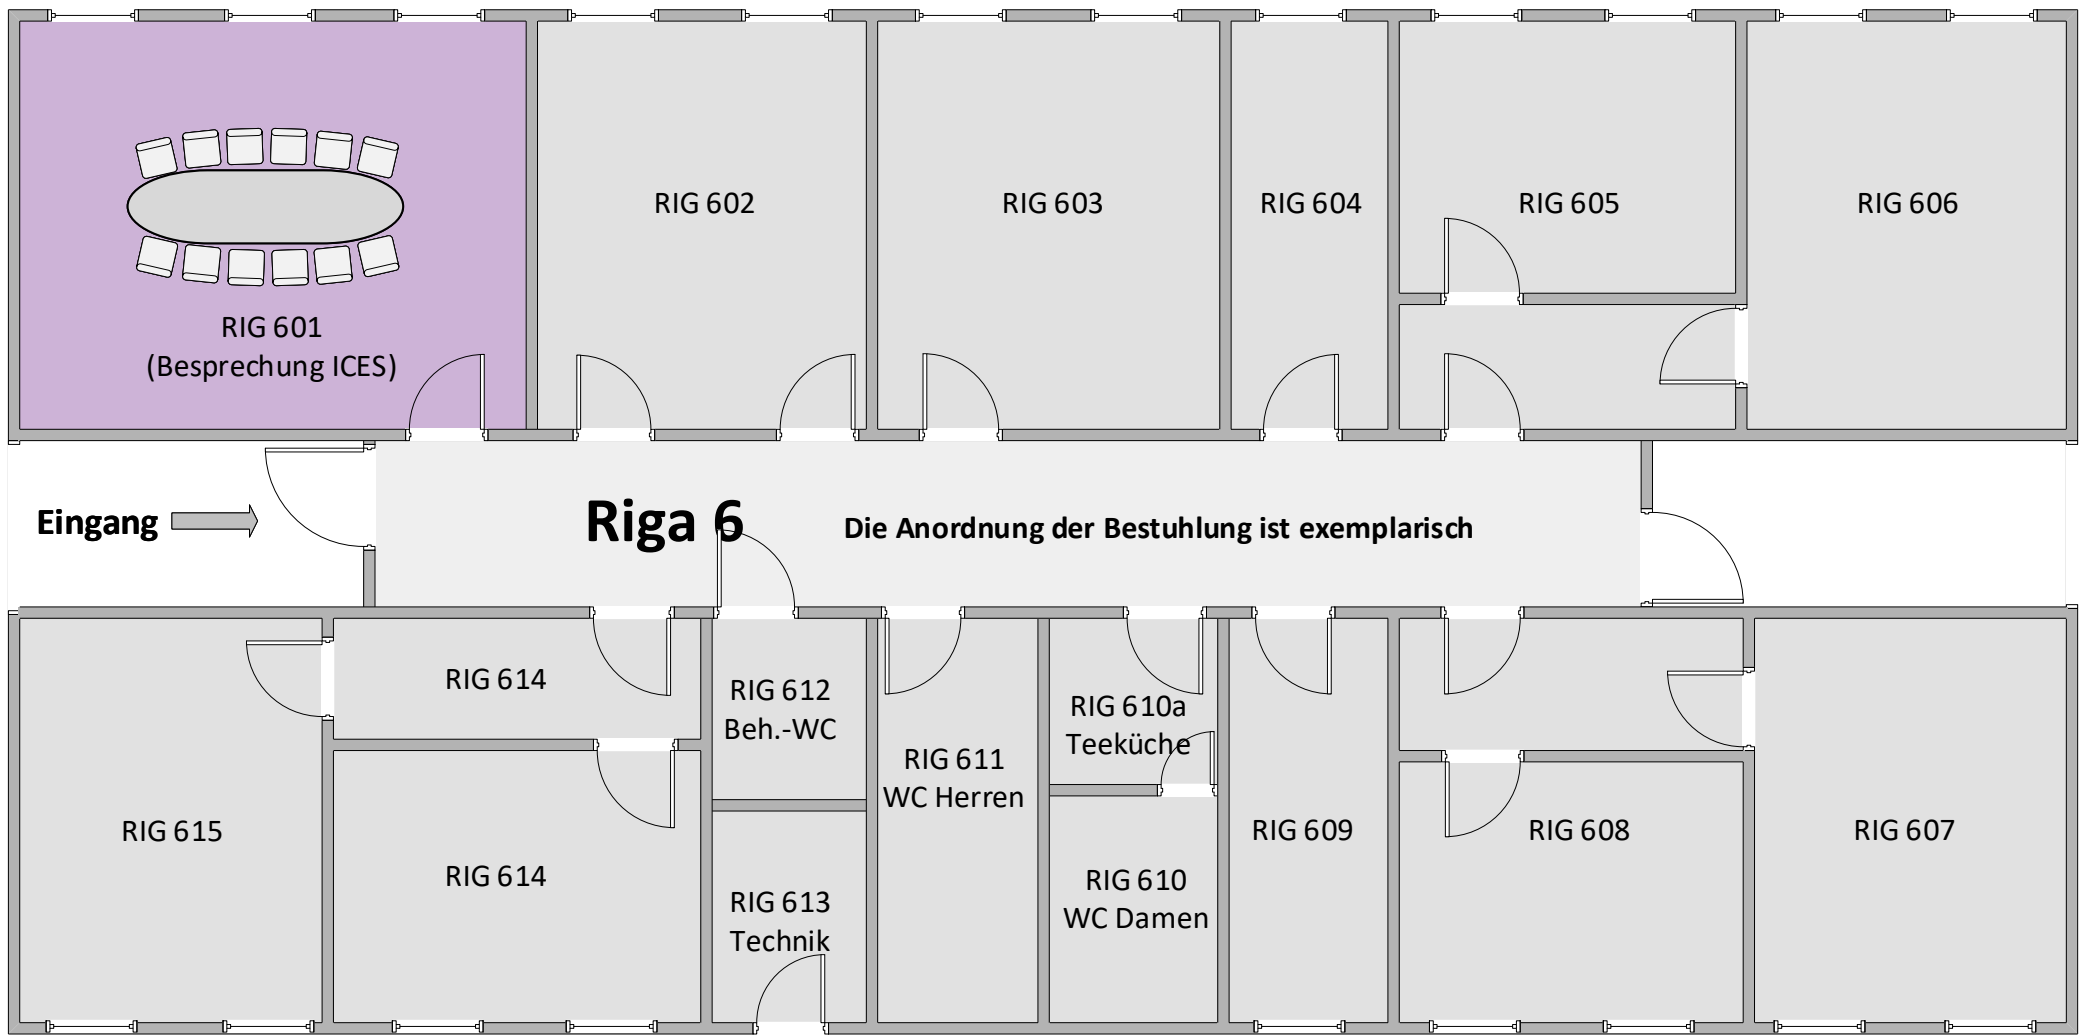 RIG 601
(Besprechung ICES)
RIG 602
RIG 603
RIG 604
RIG 605
RIG 606
Eingang
Riga 6
Die Anordnung der Bestuhlung ist exemplarisch
RIG 615
RIG 614
RIG 614
RIG 612
Beh.-WC
RIG 613
Technik
RIG 611
WC Herren
RIG 610a
Teeküche
RIG 610
WC Damen
RIG 609
RIG 608
RIG 607